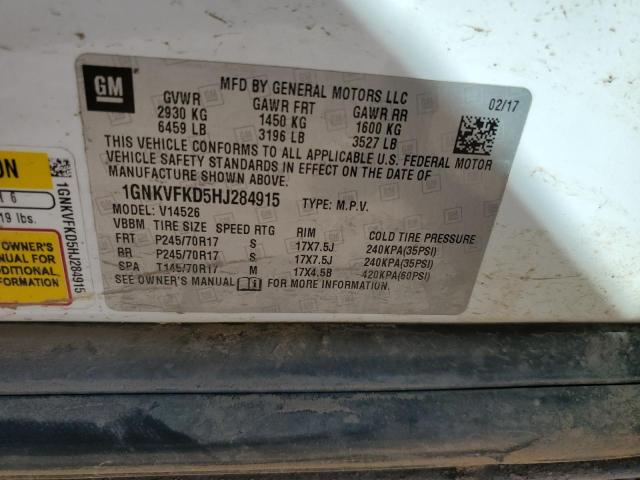 GM
MFD BY GENERAL MOTORS LLC
02/17
GVWR GAWR FRT GAWR RR
2930 KG 1450 KG 1600 KG
6459 LB 3196 LB 3527 LB
THIS VEHICLE CONFORMS TO ALL APPLICABLE U.S. FEDERAL MOTOR
VEHICLE SAFETY STANDARDS IN EFFECT ON THE DATE OF
MANUFACTURE SHOWN ABOVE.
1GNKVFKD5HJ284915 TYPE: M.P.V.
MODEL: V14526
VBBM TIRE SIZE SPEED RTG RIM COLD TIRE PRESSURE
FRT P245/70R17 S 17X7.5J 240KPA(35PSI)
RR P245/70R17 S 17X7.5J 240KPA(35PSI)
SPA T145/70R17 M 17X4.5B 420KPA(60PSI)
SEE OWNER'S MANUAL FOR MORE INFORMATION.
ON
6
19 lbs.
OWNER'S
NUAL FOR
DDITIONAL
ORMATION
1GNKVFKD5HJ284915